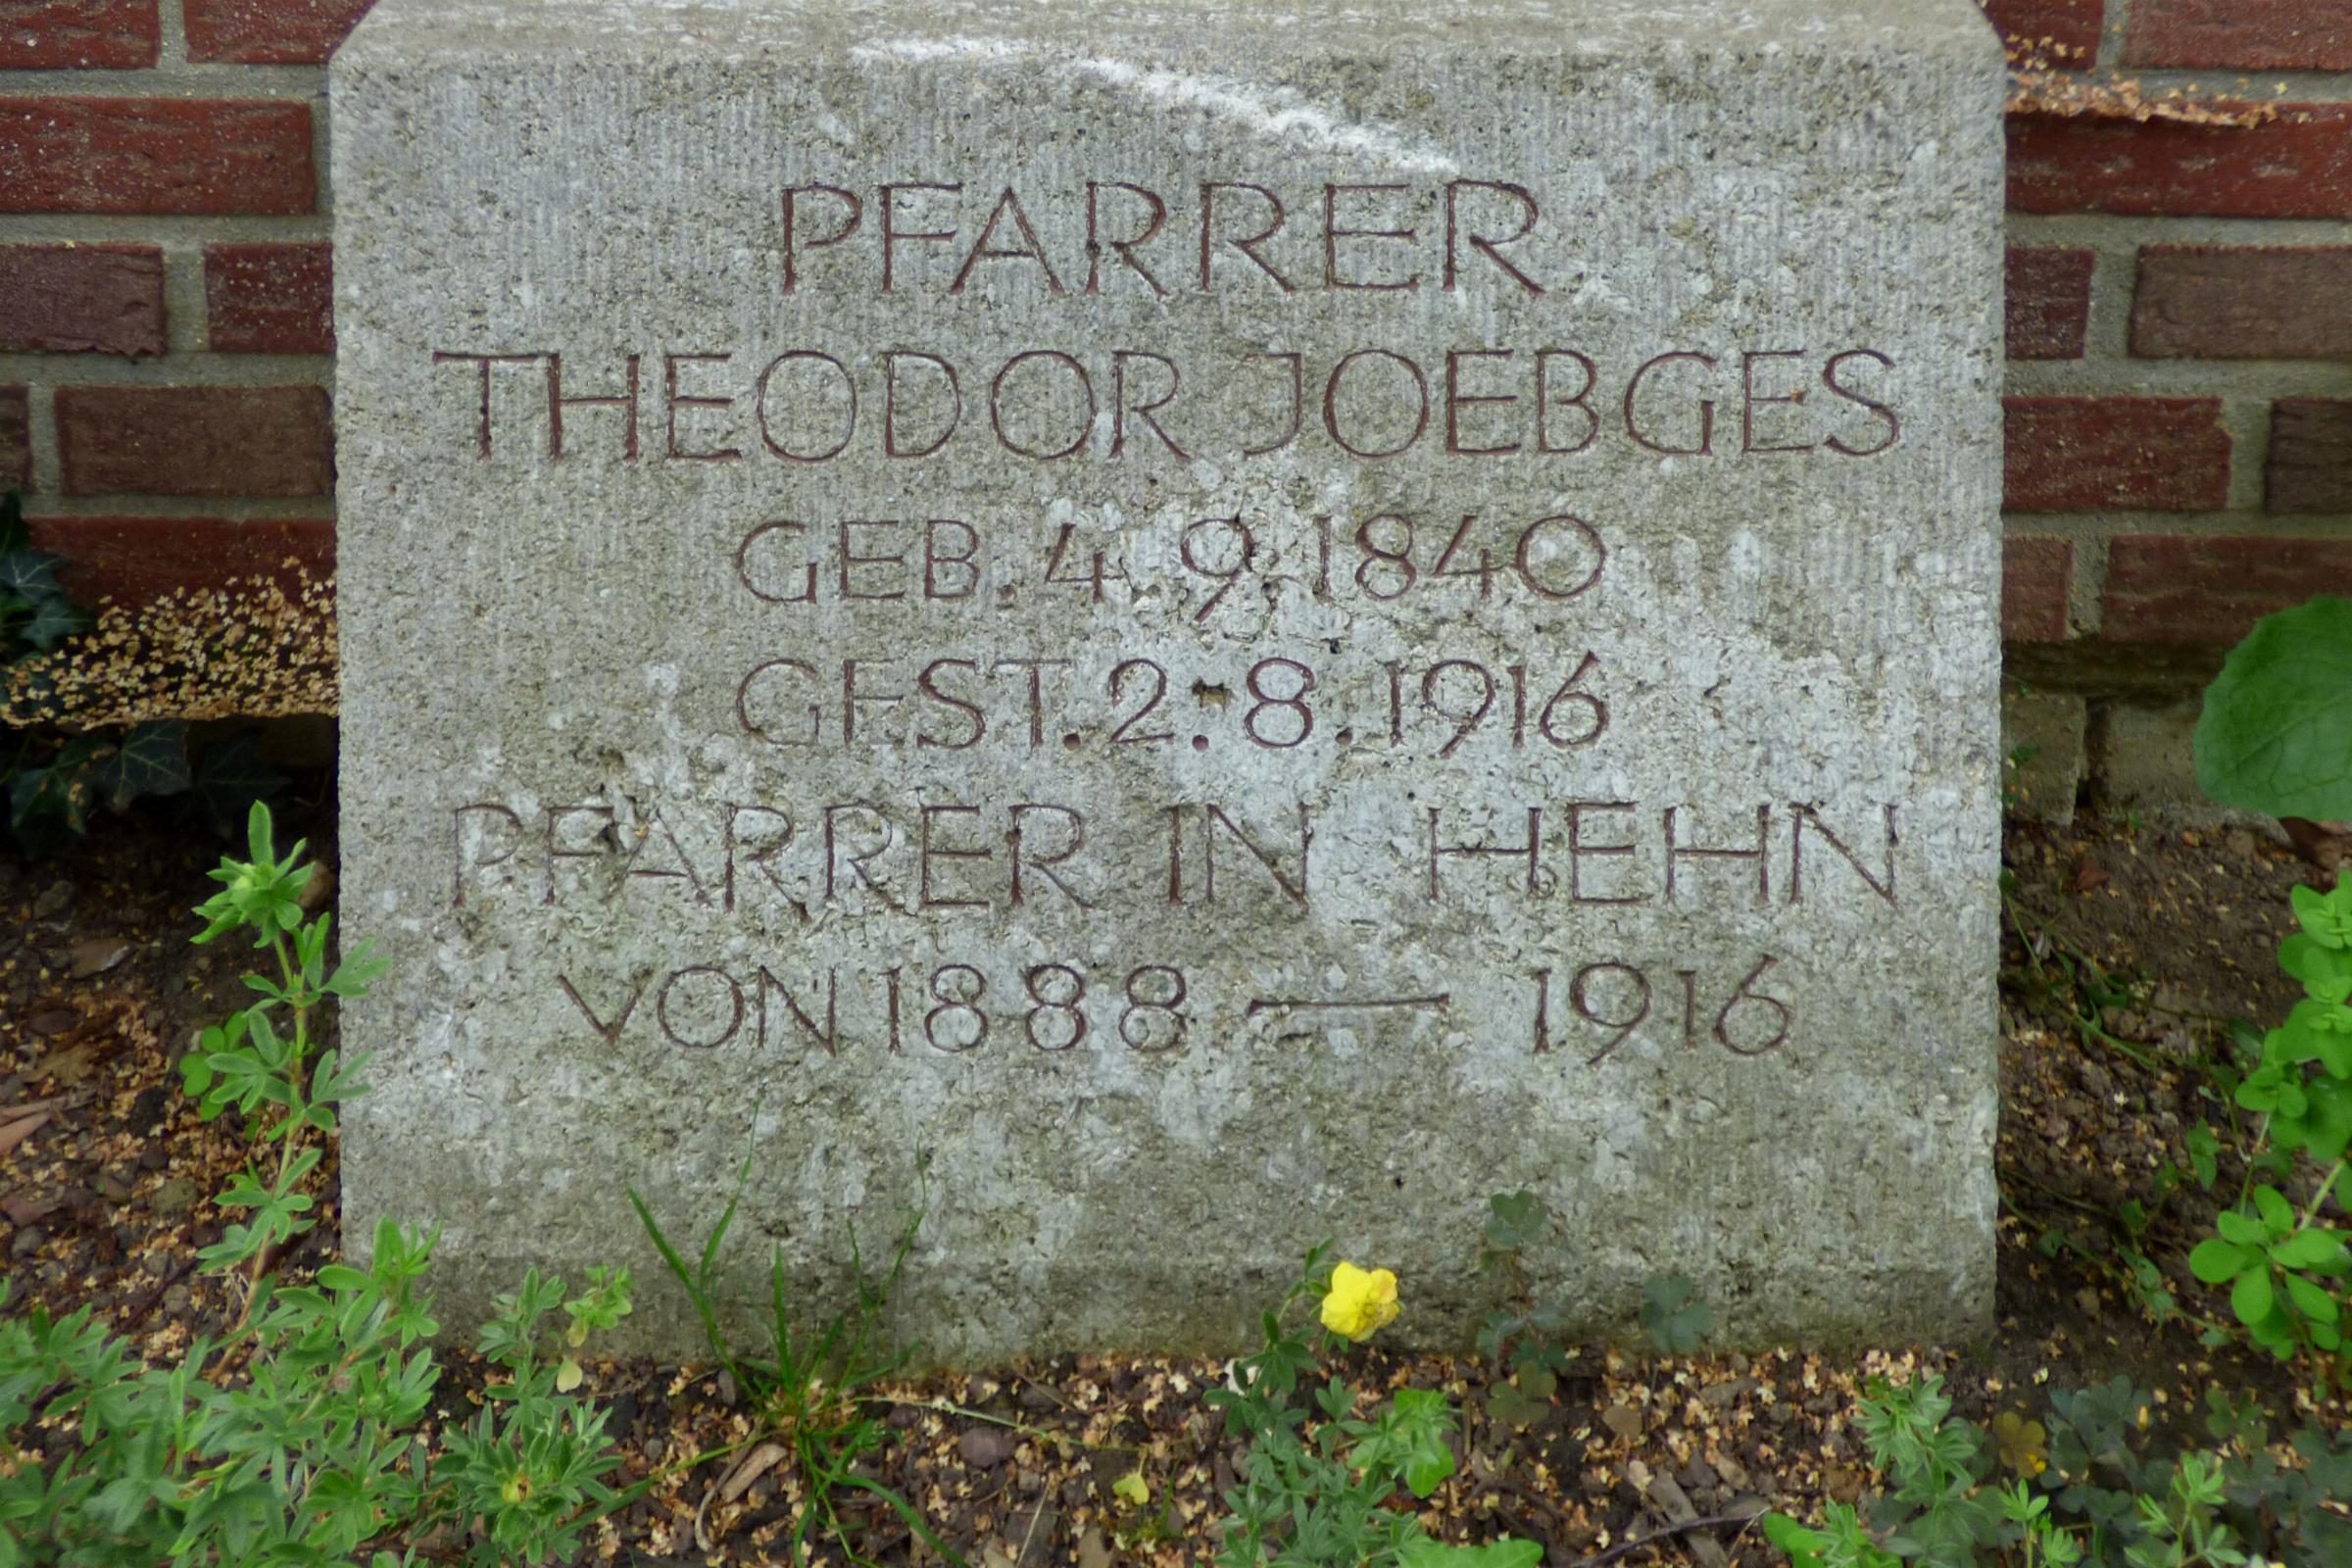 PFARRER
THEODOR JOEBGES
GEB. 4. 9. 1840
GEST. 2. 8. 1916
PFARRER IN HEHN
VON 1888 — 1916